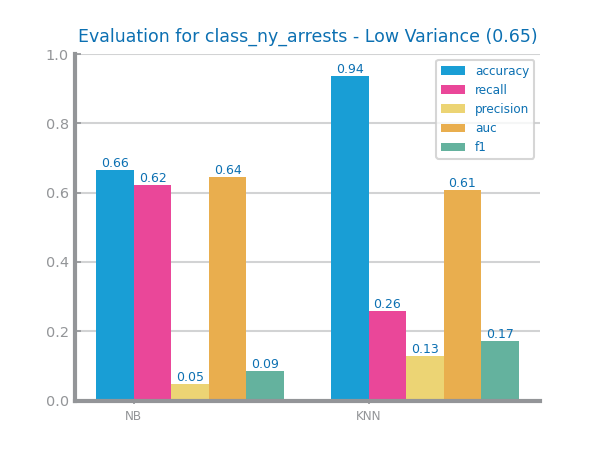 Evaluation for class_ny_arrests - Low Variance (0.65)
1.0
0.8
0.6
0.4
0.2
0.0
0.66
0.62
0.05
0.64
0.09
0.94
0.26
0.13
0.61
0.17
accuracy
recall
precision
auc
f1
NB
KNN